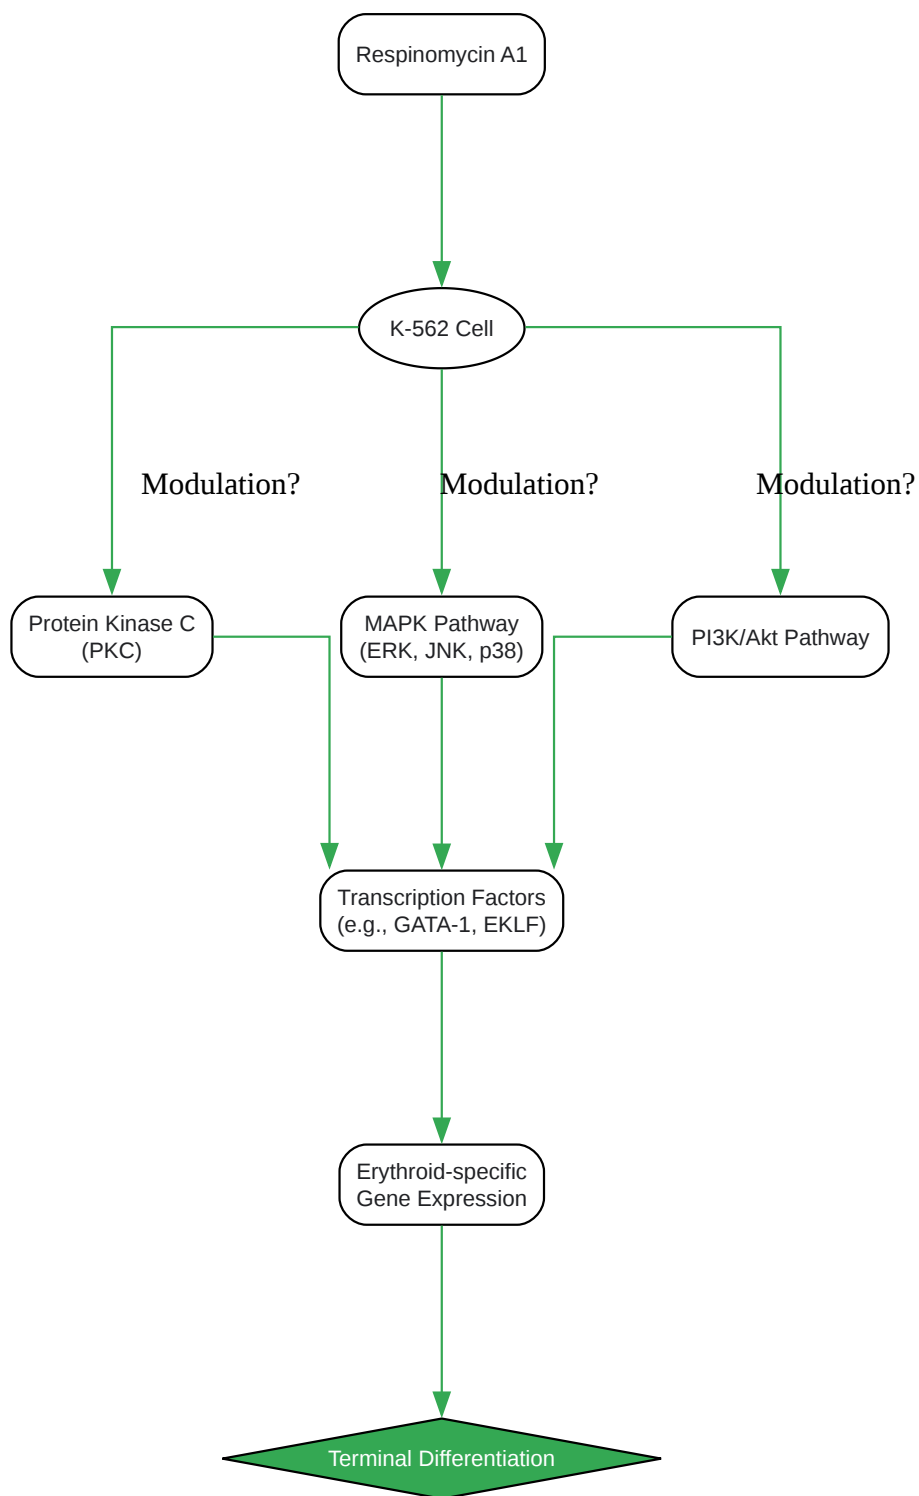 Respinomycin A1
K-562 Cell
Modulation?
Modulation?
Modulation?
Protein Kinase C
(PKC)
MAPK Pathway
(ERK, JNK, p38)
PI3K/Akt Pathway
Transcription Factors
(e.g., GATA-1, EKLF)
Erythroid-specific
Gene Expression
Terminal Differentiation